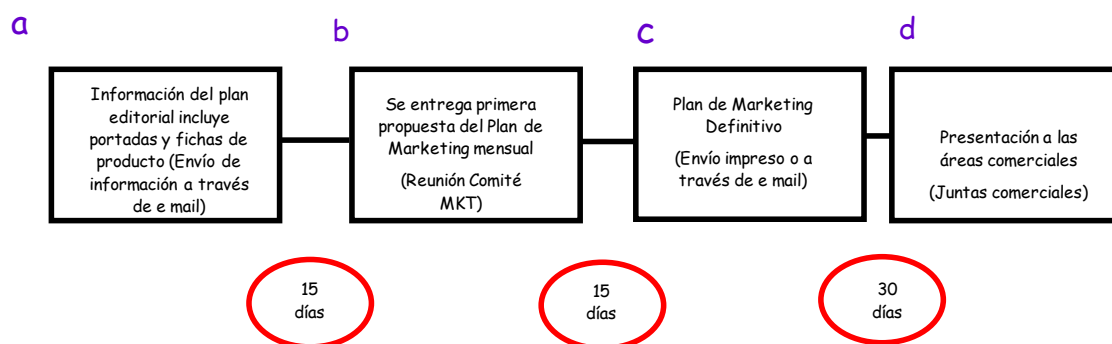 a
b
c
d
Información del plan
editorial incluye
portadas y fichas de
producto (Envío de
información a través
de e mail)
Se entrega primera
propuesta del Plan de
Marketing mensual
(Reunión Comité
MKT)
Plan de Marketing
Definitivo
(Envío impreso o a
través de e mail)
Presentación a las
áreas comerciales
(Juntas comerciales)
15
días
15
días
30
días